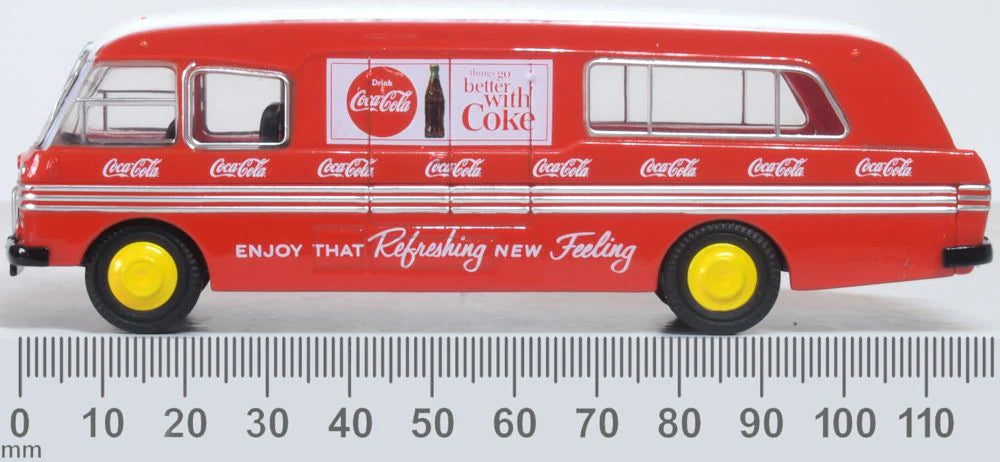 Drink
Coca-Cola
things go
better
with
Coke
Coca-Cola Coca-Cola Coca-Cola Coca-Cola Coca-Cola Coca-Cola Coca-Cola Coca-Cola
ENJOY THAT Refreshing NEW Feeling
0 10 20 30 40 50 60 70 80 90 100 110
mm